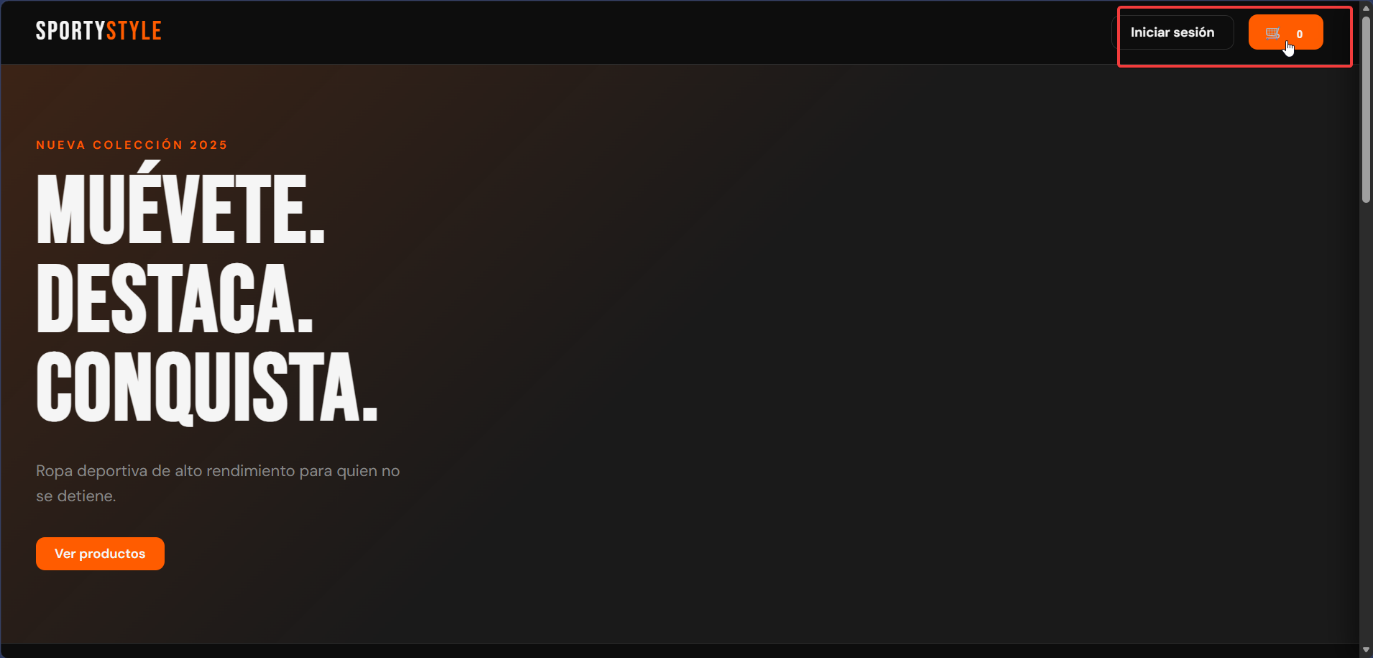 SPORTYSTYLE
Iniciar sesión
0
NUEVA COLECCIÓN 2025
MUÉVETE.
DESTACA.
CONQUISTA.
Ropa deportiva de alto rendimiento para quien no
se detiene.
Ver productos